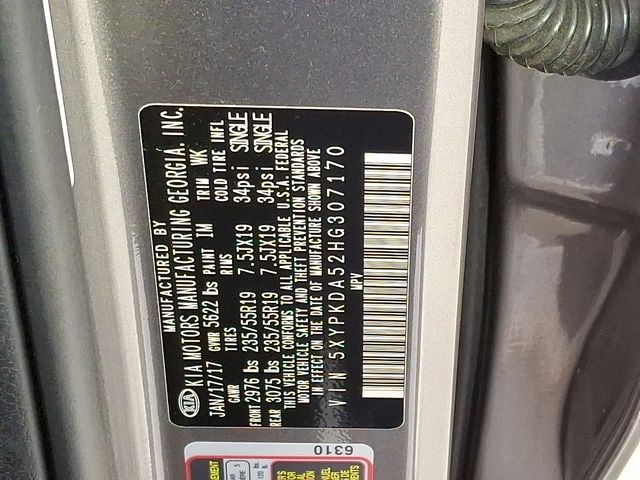 MANUFACTURED BY
KIA KIA MOTORS MANUFACTURING GEORGIA, INC.
JAN/17/17 GVWR 5622 lbs PAINT IM TRIM WK
GAWR TIRES RIMS COLD TIRE INFL
FRONT 2976 lbs 235/55R19 7.5JX19 34psi SINGLE
REAR 3075 lbs 235/55R19 7.5JX19 34psi SINGLE
THIS VEHICLE CONFORMS TO ALL APPLICABLE U.S.A. FEDERAL
MOTOR VEHICLE SAFETY AND THEFT PREVENTION STANDARDS
IN EFFECT ON THE DATE OF MANUFACTURE SHOWN ABOVE
VIN 5XYPKDA52HG307170
MPV
6310